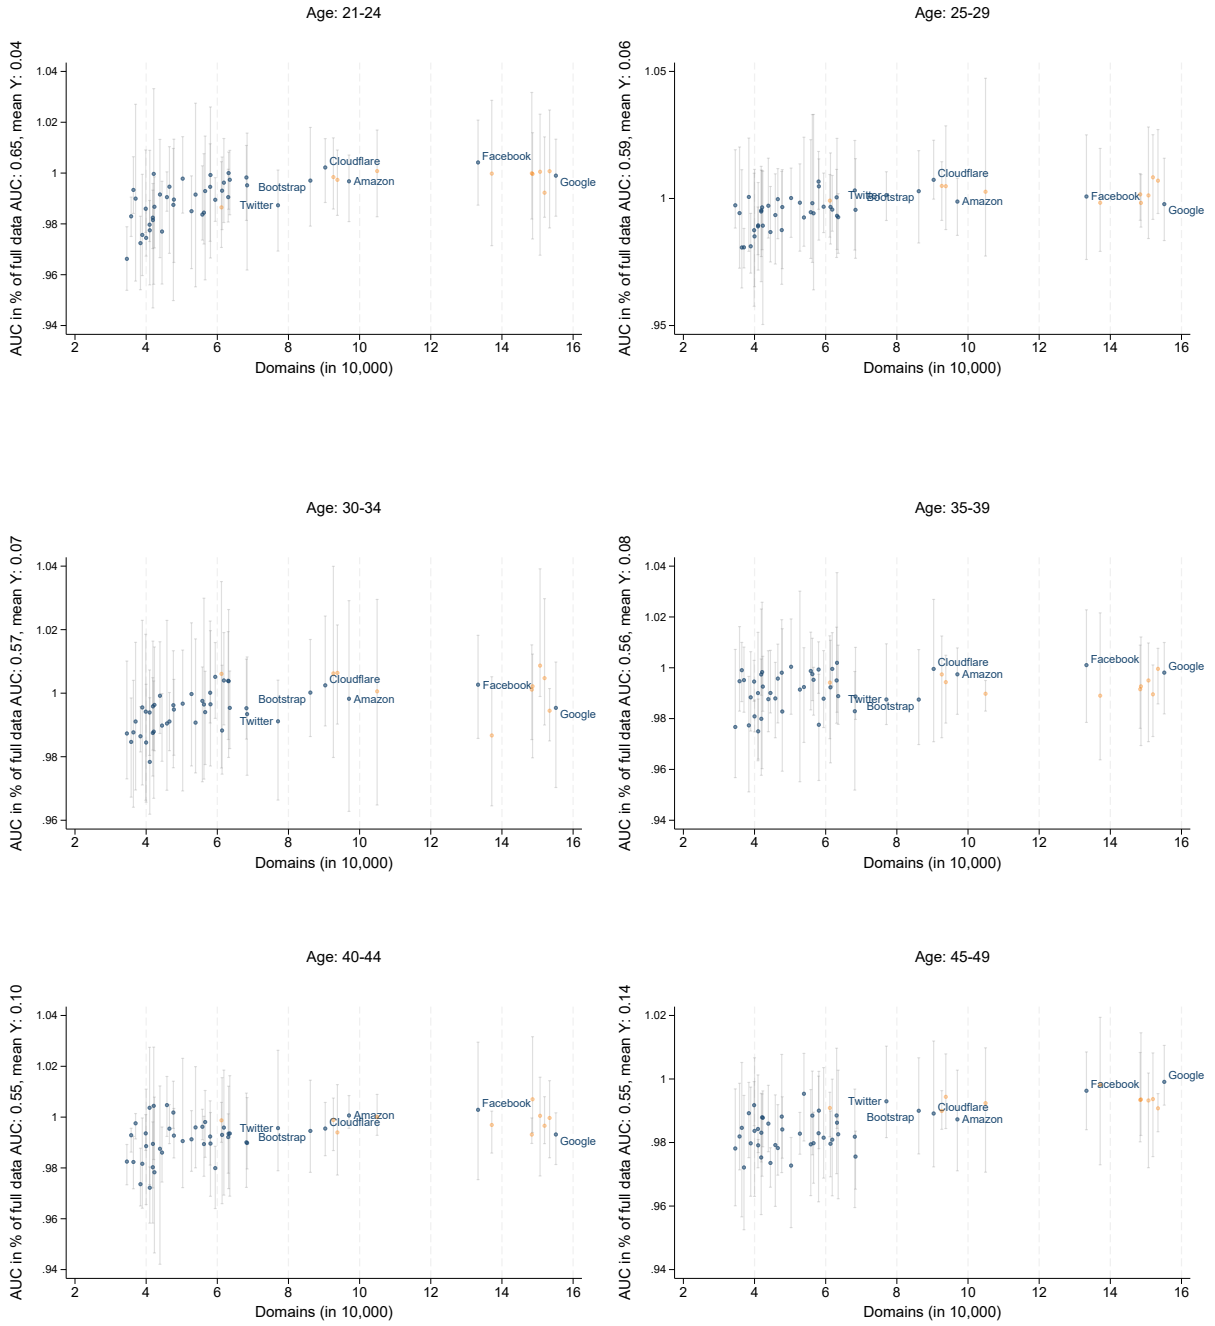 Age: 21-24
AUC in % of full data AUC: 0.65, mean Y: 0.04
1.04
1.02
1
.98
.96
.94
Cloudflare
Bootstrap
Amazon
Twitter
Facebook
Google
2 4 6 8 10 12 14 16
Domains (in 10,000)
Age: 25-29
AUC in % of full data AUC: 0.59, mean Y: 0.06
1.05
1
.95
Cloudflare
Twitter
Bootstrap
Amazon
Facebook
Google
2 4 6 8 10 12 14 16
Domains (in 10,000)
Age: 30-34
AUC in % of full data AUC: 0.57, mean Y: 0.07
1.04
1.02
1
.98
.96
Cloudflare
Bootstrap
Amazon
Twitter
Facebook
Google
2 4 6 8 10 12 14 16
Domains (in 10,000)
Age: 35-39
AUC in % of full data AUC: 0.56, mean Y: 0.08
1.04
1.02
1
.98
.96
.94
Cloudflare
Amazon
Twitter
Bootstrap
Facebook
Google
2 4 6 8 10 12 14 16
Domains (in 10,000)
Age: 40-44
AUC in % of full data AUC: 0.55, mean Y: 0.10
1.04
1.02
1
.98
.96
.94
Amazon
Cloudflare
Twitter
Bootstrap
Facebook
Google
2 4 6 8 10 12 14 16
Domains (in 10,000)
Age: 45-49
AUC in % of full data AUC: 0.55, mean Y: 0.14
1.02
1
.98
.96
.94
Twitter
Cloudflare
Bootstrap
Amazon
Facebook
Google
2 4 6 8 10 12 14 16
Domains (in 10,000)